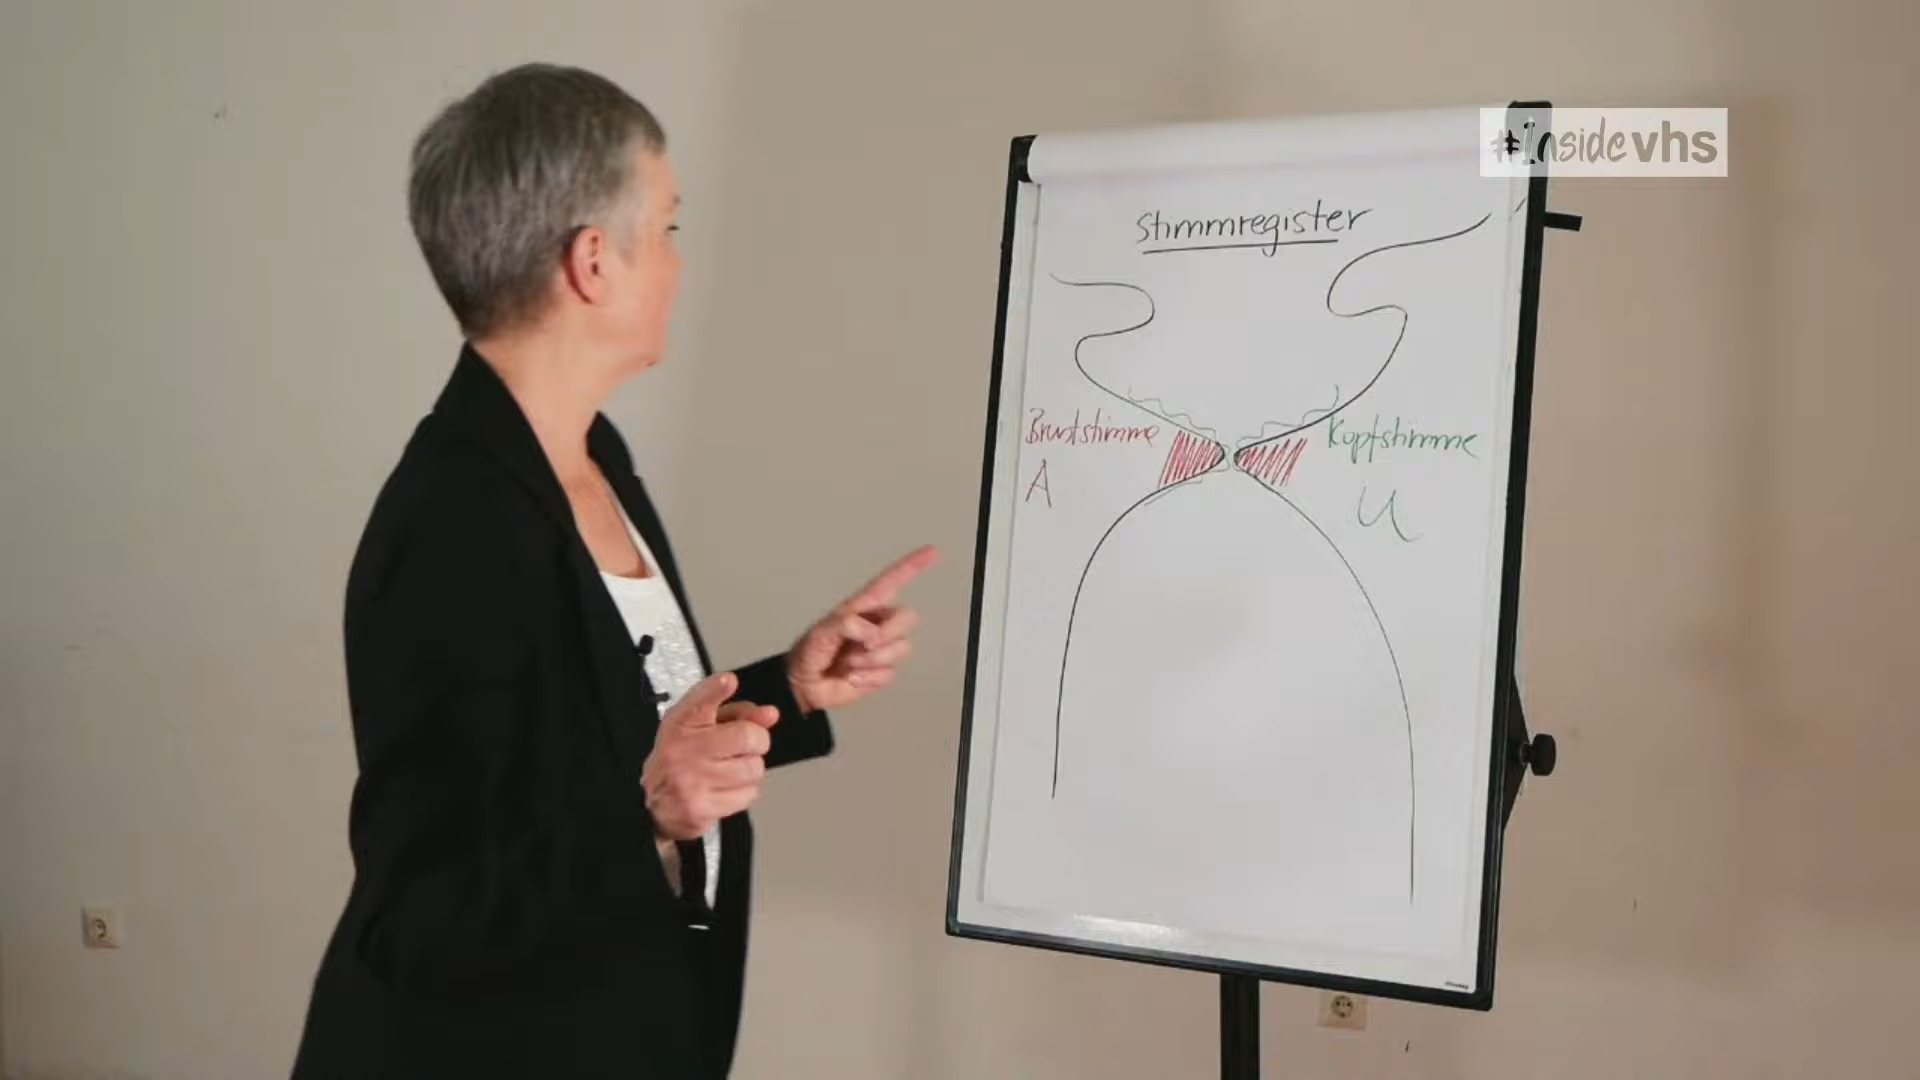 #Insidevhs
Stimmregister
Bruststimme
Kopfstimme
A
U